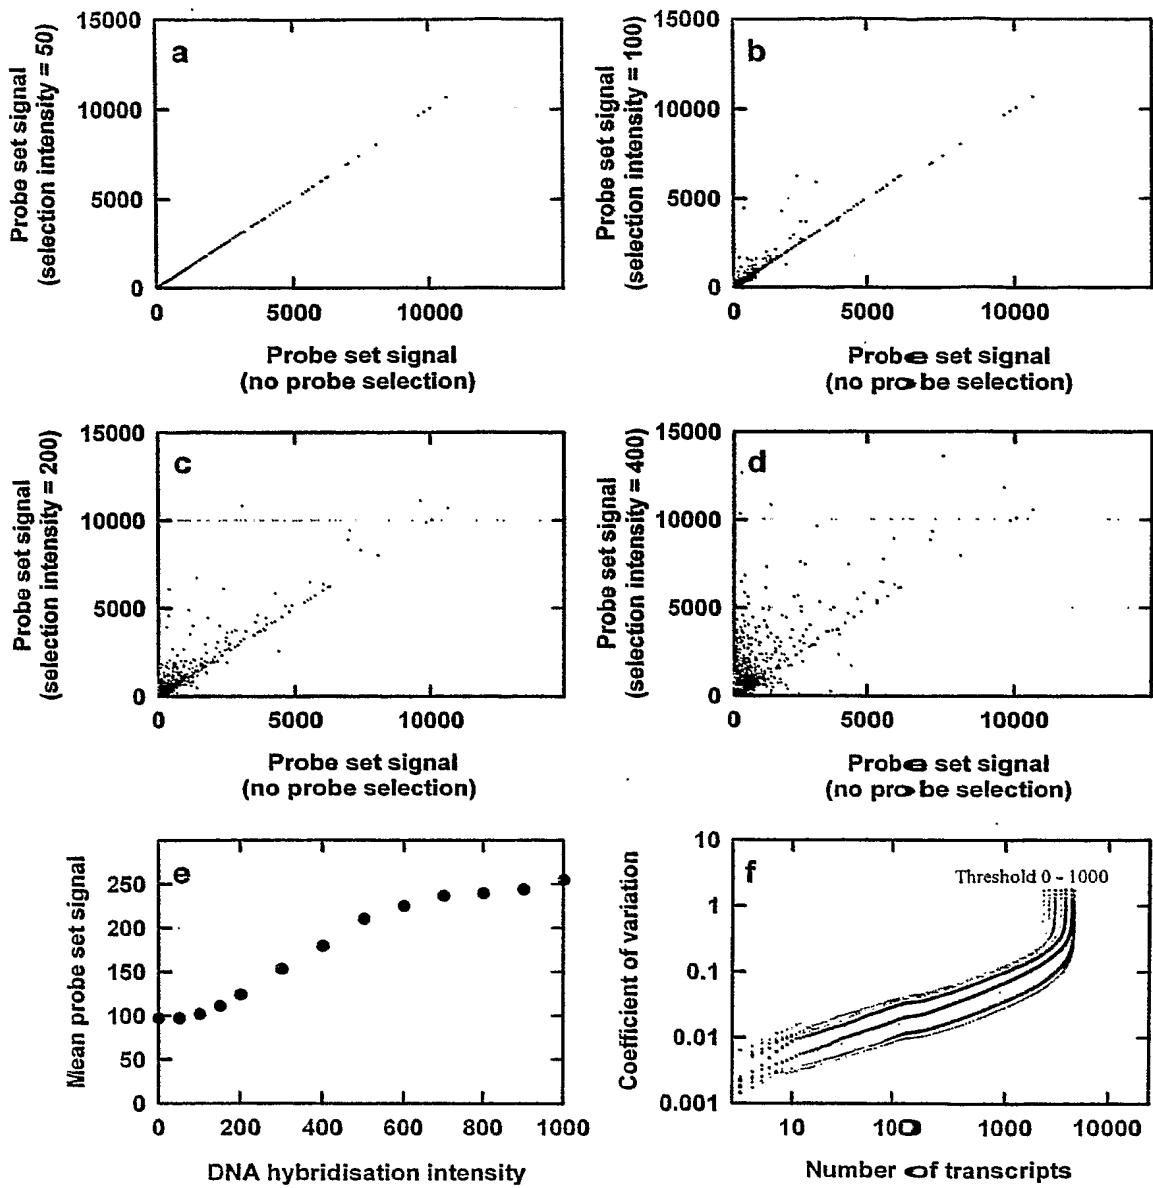 15000
10000
5000
0
a
Probe set signal
(selection intensity = 50)
0
5000
10000
Probe set signal
(no probe selection)
15000
10000
5000
0
b
Probe set signal
(selection intensity = 100)
0
5000
10000
Probe set signal
(no probe selection)
15000
10000
5000
0
c
Probe set signal
(selection intensity = 200)
0
5000
10000
Probe set signal
(no probe selection)
15000
10000
5000
0
d
Probe set signal
(selection intensity = 400)
0
5000
10000
Probe set signal
(no probe selection)
250
200
150
100
50
0
e
Mean probe set signal
0
200
400
600
800
1000
DNA hybridisation intensity
10
1
0.1
0.01
0.001
f
Threshold 0 - 1000
Coefficient of variation
10
100
1000
10000
Number of transcripts